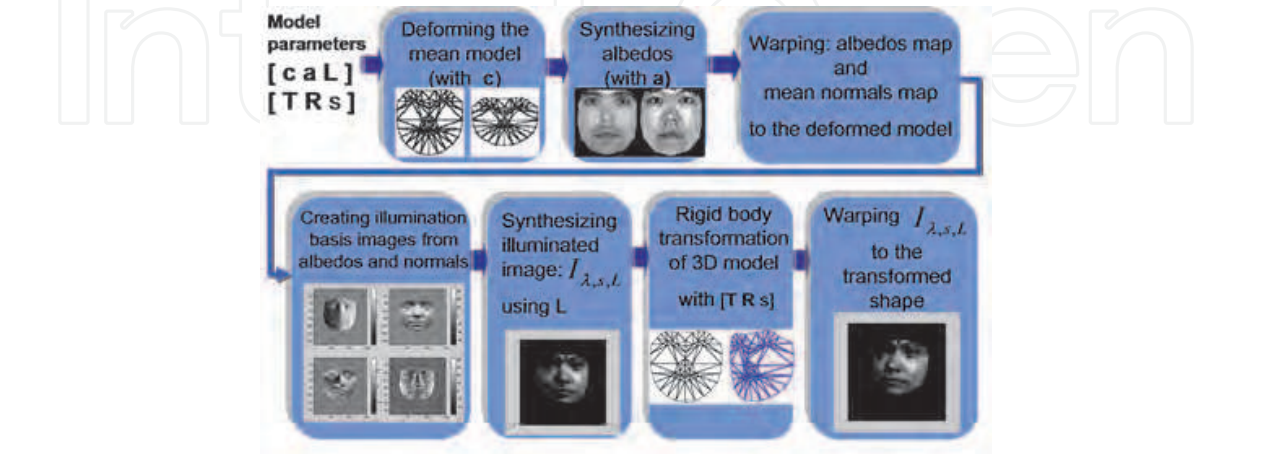 Model
parameters
[ c a L ]
[ T R s ]
Deforming the
mean model
(with c)
Synthesizing
albedos
(with a)
Warping: albedos map
and
mean normals map
to the deformed model
Creating illumination
basis images from
albedos and normals
Synthesizing
illuminated
image: I λ,s,L
using L
Rigid body
transformation
of 3D model
with [T R s]
Warping I λ,s,L
to the
transformed
shape